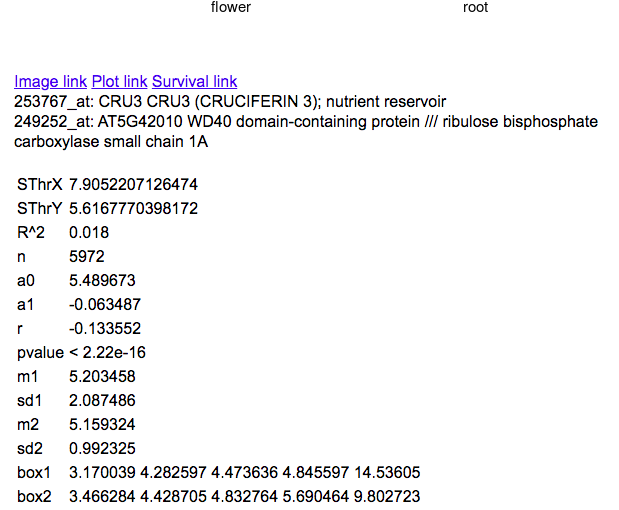 flower root
Image link Plot link Survival link
253767_at: CRU3 CRU3 (CRUCIFERIN 3); nutrient reservoir
249252_at: AT5G42010 WD40 domain-containing protein /// ribulose bisphosphate
carboxylase small chain 1A
SThrX 7.9052207126474
SThrY 5.6167770398172
R^2 0.018
n 5972
a0 5.489673
a1 -0.063487
r -0.133552
pvalue < 2.22e-16
m1 5.203458
sd1 2.087486
m2 5.159324
sd2 0.992325
box1 3.170039 4.282597 4.473636 4.845597 14.53605
box2 3.466284 4.428705 4.832764 5.690464 9.802723